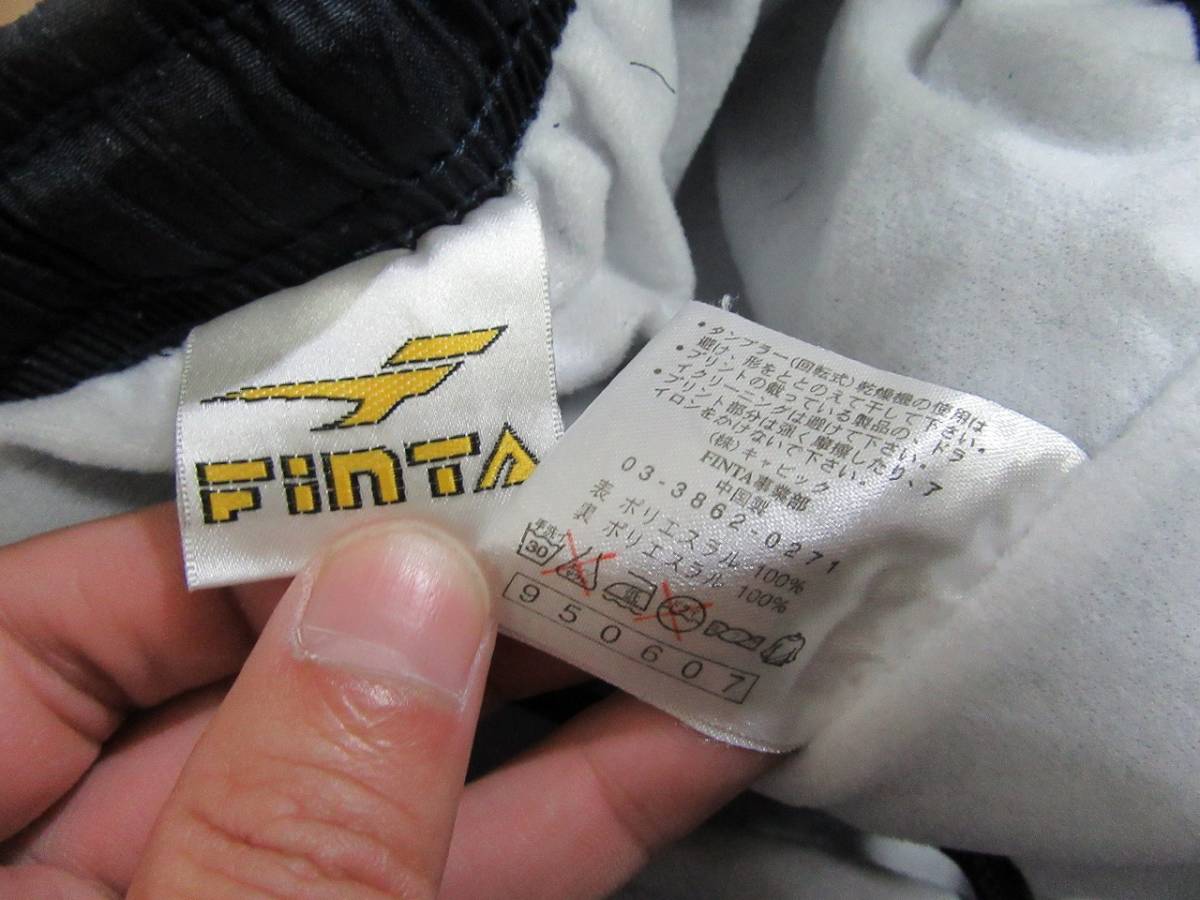 FINTA
・タンブラー(回転式)乾燥機の使用は
避け、形をととのえて干して下さい。
・プリントの載っている製品の、ドラ
イクリーニングは避けて下さい。
・プリント部分は強く摩擦したり、ア
イロンをかけないで下さい。
(株)キャビック
FINTA事業部
03-3862-0271
中国製
表 ポリエスラル 100%
裏 ポリエスラル 100%
手洗イ
30
950607